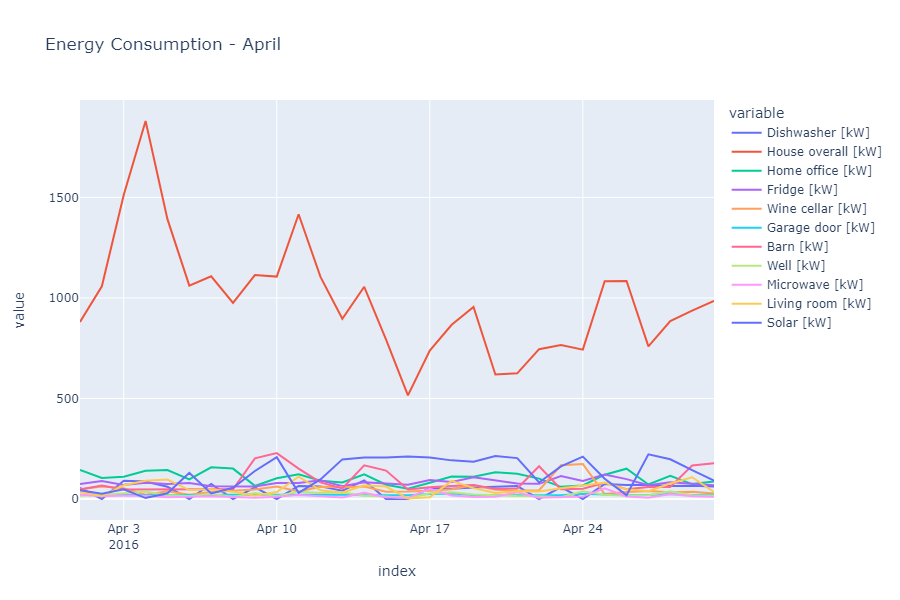 Energy Consumption - April
variable
Dishwasher [kW]
House overall [kW]
Home office [kW]
Fridge [kW]
Wine cellar [kW]
Garage door [kW]
Barn [kW]
Well [kW]
Microwave [kW]
Living room [kW]
Solar [kW]
value
1500
1000
500
0
Apr 3
2016
Apr 10
Apr 17
Apr 24
index